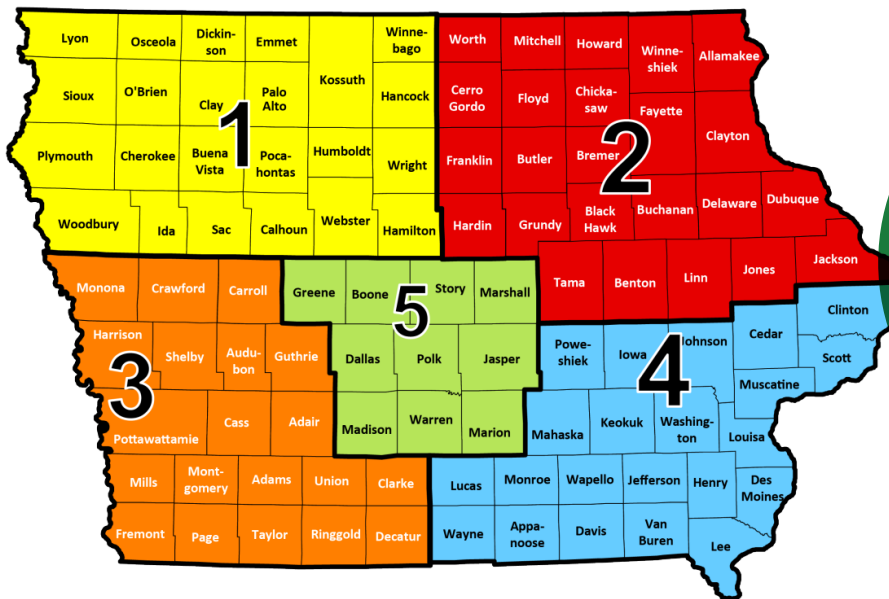 Lyon
Osceola
Dickin-
son
Emmet
Winne-
bago
Kossuth
Sioux
O'Brien
Clay
Palo
Alto
Hancock
1
Plymouth
Cherokee
Buena
Vista
Poca-
hontas
Humboldt
Wright
Woodbury
Ida
Sac
Calhoun
Webster
Hamilton
Worth
Mitchell
Howard
Winne-
shiek
Allamakee
Cerro
Gordo
Floyd
Chicka-
saw
Fayette
Clayton
2
Franklin
Butler
Bremer
Hardin
Grundy
Black
Hawk
Buchanan
Delaware
Dubuque
Tama
Benton
Linn
Jones
Jackson
Monona
Crawford
Carroll
Harrison
Shelby
Audu-
bon
Guthrie
3
Pottawattamie
Cass
Adair
Mills
Mont-
gomery
Adams
Union
Clarke
Fremont
Page
Taylor
Ringgold
Decatur
Greene
Boone
Story
Marshall
5
Dallas
Polk
Jasper
Madison
Warren
Marion
Powe-
shiek
Iowa
Johnson
Cedar
Clinton
Scott
4
Muscatine
Mahaska
Keokuk
Washing-
ton
Louisa
Lucas
Monroe
Wapello
Jefferson
Henry
Des
Moines
Wayne
Appa-
noose
Davis
Van
Buren
Lee